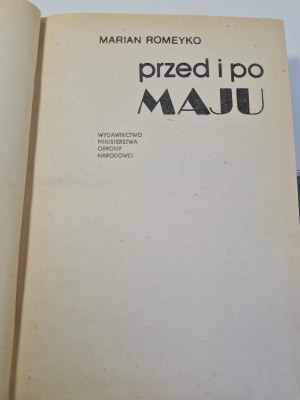 MARIAN ROMEYKO
przed i po
MAJU
WYDAWNICTWO
MINISTERSTWA
OBRONY
NARODOWEJ